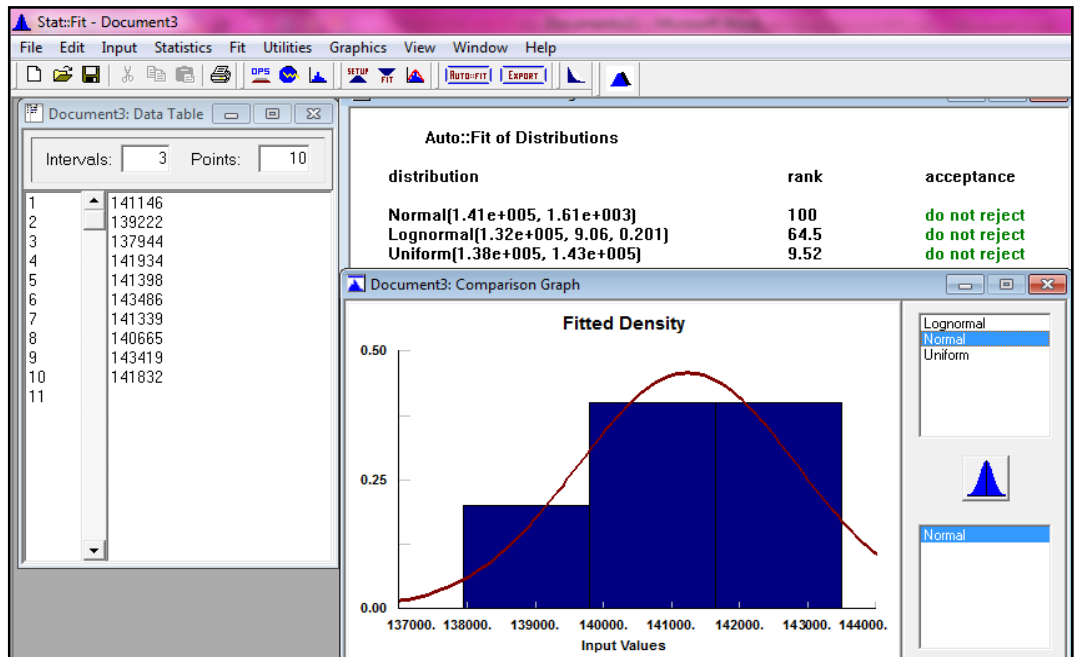 Stat::Fit - Document3
File Edit Input Statistics Fit Utilities Graphics View Window Help
OPS SETUP FIT AUTO::FIT EXPORT
Document3: Data Table
Intervals: 3 Points: 10
1 141146
2 139222
3 137944
4 141934
5 141398
6 143486
7 141339
8 140665
9 143419
10 141832
11
Auto::Fit of Distributions
distribution rank acceptance
Normal(1.41e+005, 1.61e+003) 100 do not reject
Lognormal(1.32e+005, 9.06, 0.201) 64.5 do not reject
Uniform(1.38e+005, 1.43e+005) 9.52 do not reject
Document3: Comparison Graph
Fitted Density
0.50
0.25
0.00
137000. 138000. 139000. 140000. 141000. 142000. 143000. 144000.
Input Values
Lognormal
Normal
Uniform
Normal